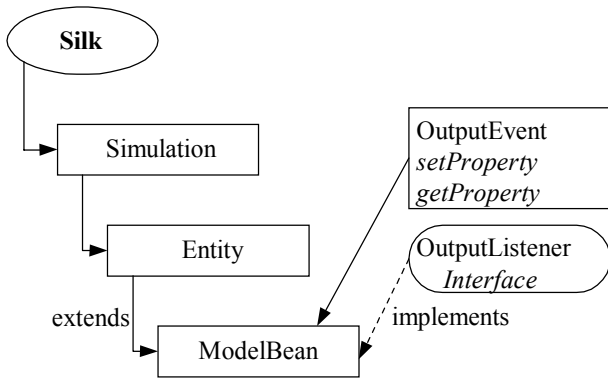 Silk
Simulation
OutputEvent
setProperty
getProperty
Entity
OutputListener
Interface
extends
implements
ModelBean